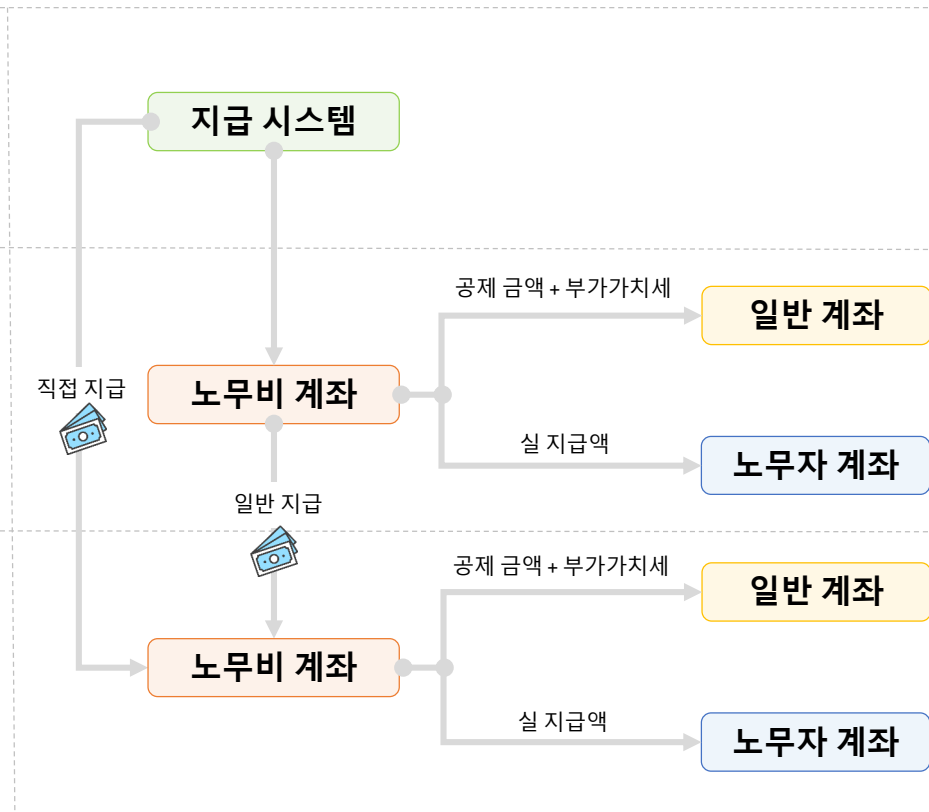 지급 시스템
공제 금액 + 부가가치세
일반 계좌
직접 지급
노무비 계좌
실 지급액
노무자 계좌
일반 지급
공제 금액 + 부가가치세
일반 계좌
노무비 계좌
실 지급액
노무자 계좌